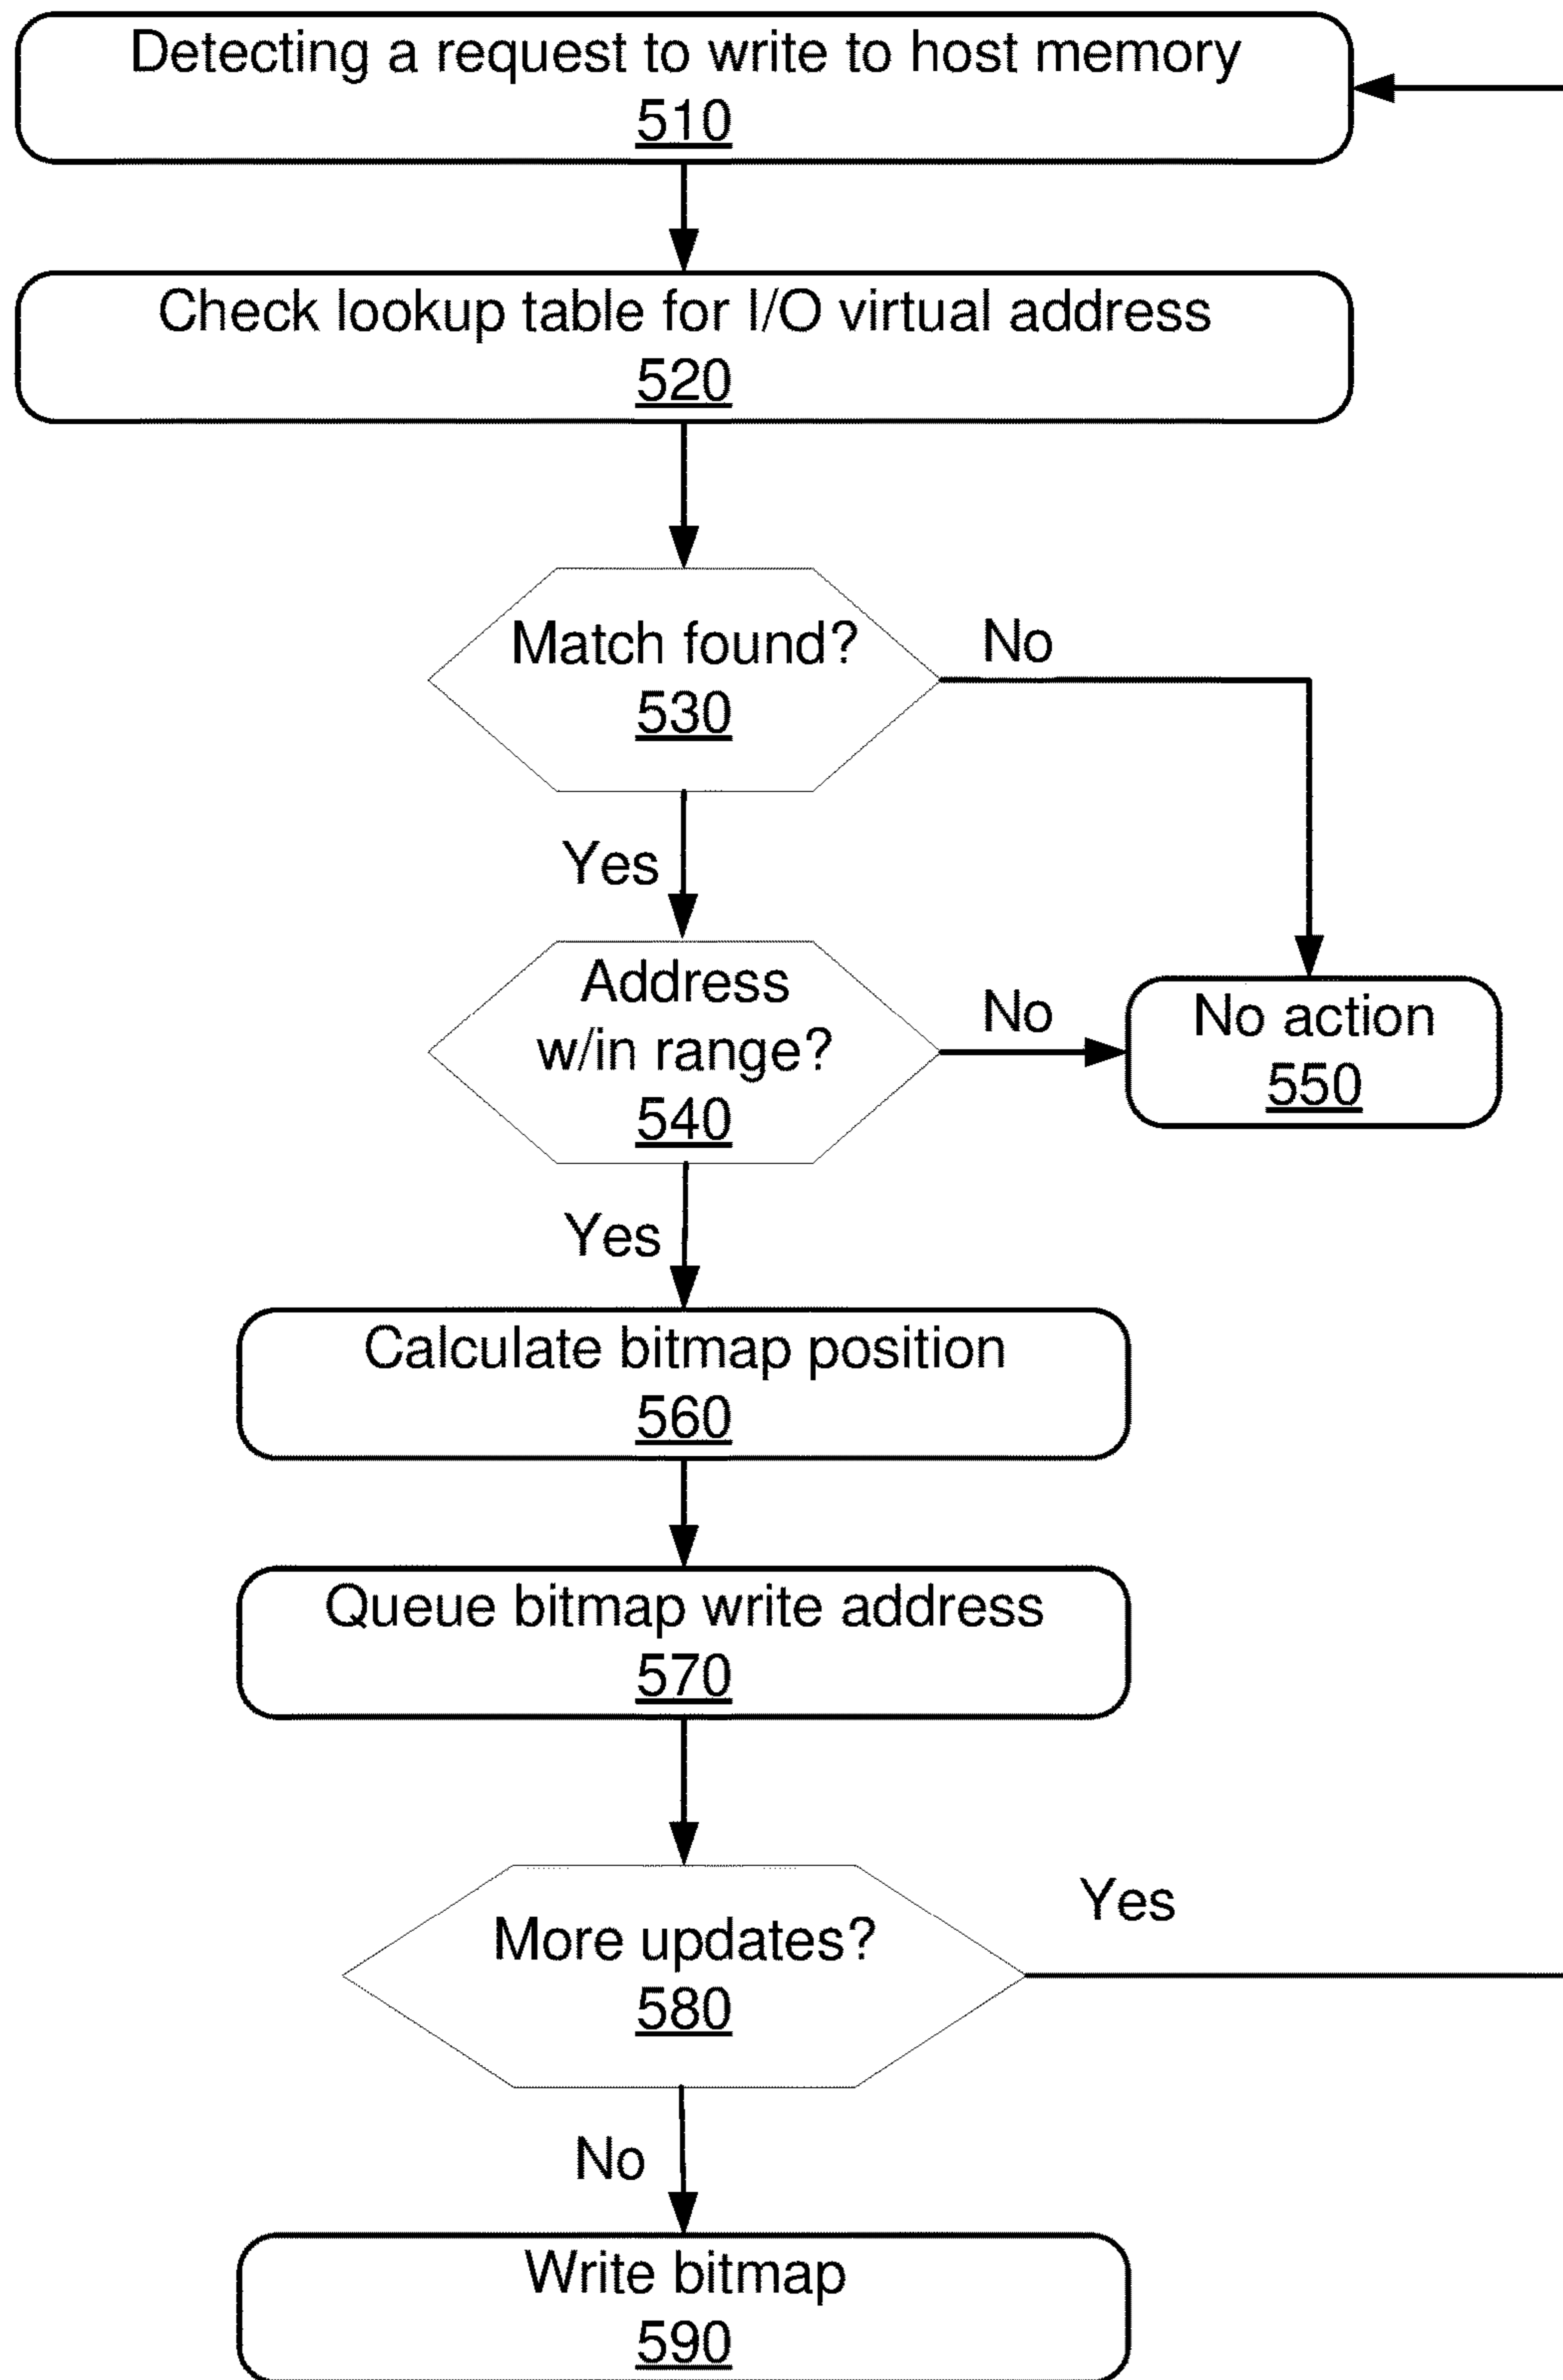 Detecting a request to write to host memory
510
Check lookup table for I/O virtual address
520
Match found?
530
No
Yes
Address
w/in range?
540
No
No action
550
Yes
Calculate bitmap position
560
Queue bitmap write address
570
More updates?
580
Yes
No
Write bitmap
590